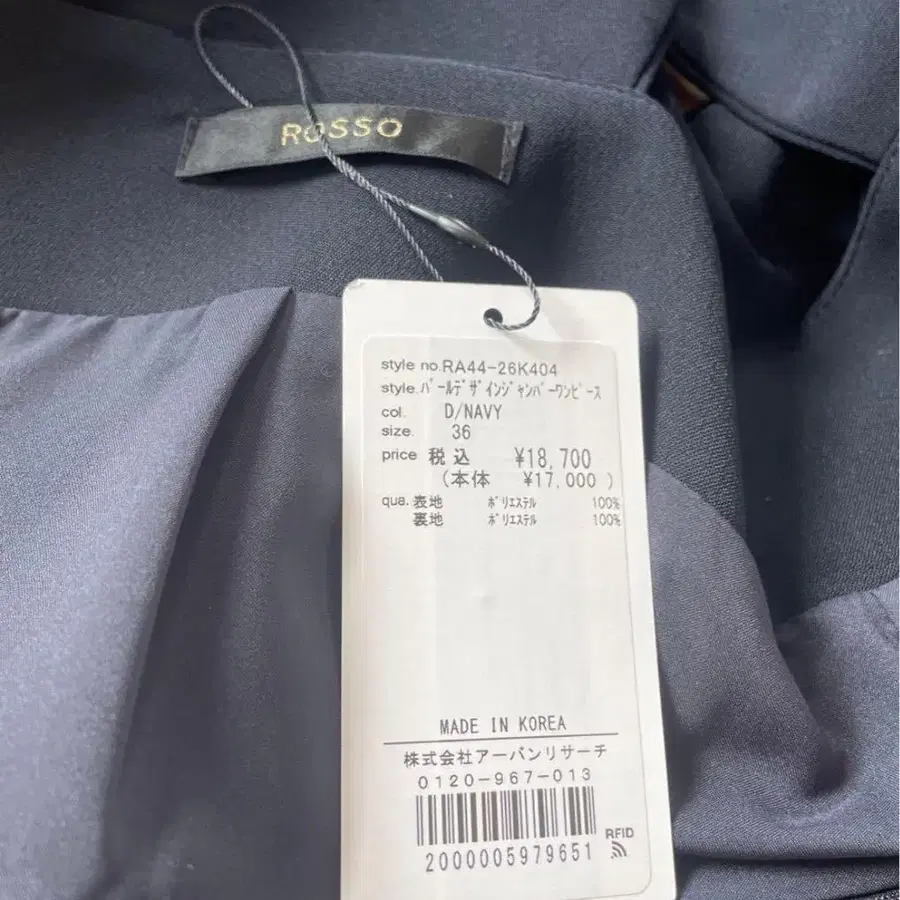 ROSSO
style no.RA44-26K404
style.ﾊﾟｰﾙﾃﾞｻﾞｲﾝｼﾞｬﾝﾊﾟｰﾜﾝﾋﾟｰｽ
col. D/NAVY
size. 36
price 税込 ¥18,700
(本体 ¥17,000 )
qua. 表地 ﾎﾟﾘｴｽﾃﾙ 100%
裏地 ﾎﾟﾘｴｽﾃﾙ 100%
MADE IN KOREA
株式会社アーバンリサーチ
0120-967-013
RFID
2000005979651